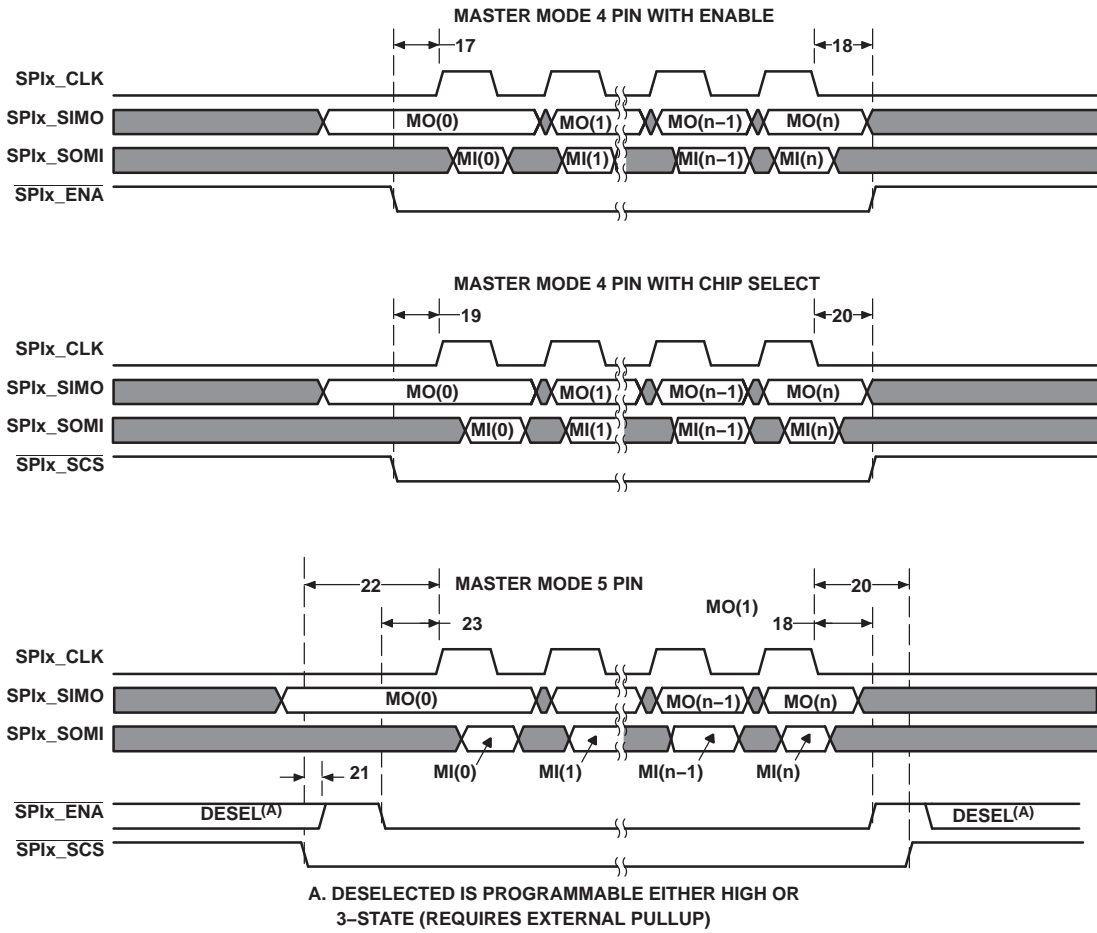 MASTER MODE 4 PIN WITH ENABLE
17
18
SPIx_CLK
SPIx_SIMO
MO(0)
MO(1)
MO(n−1)
MO(n)
SPIx_SOMI
MI(0)
MI(1)
MI(n−1)
MI(n)
SPIx_ENA
MASTER MODE 4 PIN WITH CHIP SELECT
19
20
SPIx_CLK
SPIx_SIMO
MO(0)
MO(1)
MO(n−1)
MO(n)
SPIx_SOMI
MI(0)
MI(1)
MI(n−1)
MI(n)
SPIx_SCS
22
MASTER MODE 5 PIN
20
MO(1)
23
18
SPIx_CLK
SPIx_SIMO
MO(0)
MO(n−1)
MO(n)
SPIx_SOMI
MI(0)
MI(1)
MI(n−1)
MI(n)
21
SPIx_ENA
DESEL(A)
DESEL(A)
SPIx_SCS
A. DESELECTED IS PROGRAMMABLE EITHER HIGH OR
3−STATE (REQUIRES EXTERNAL PULLUP)